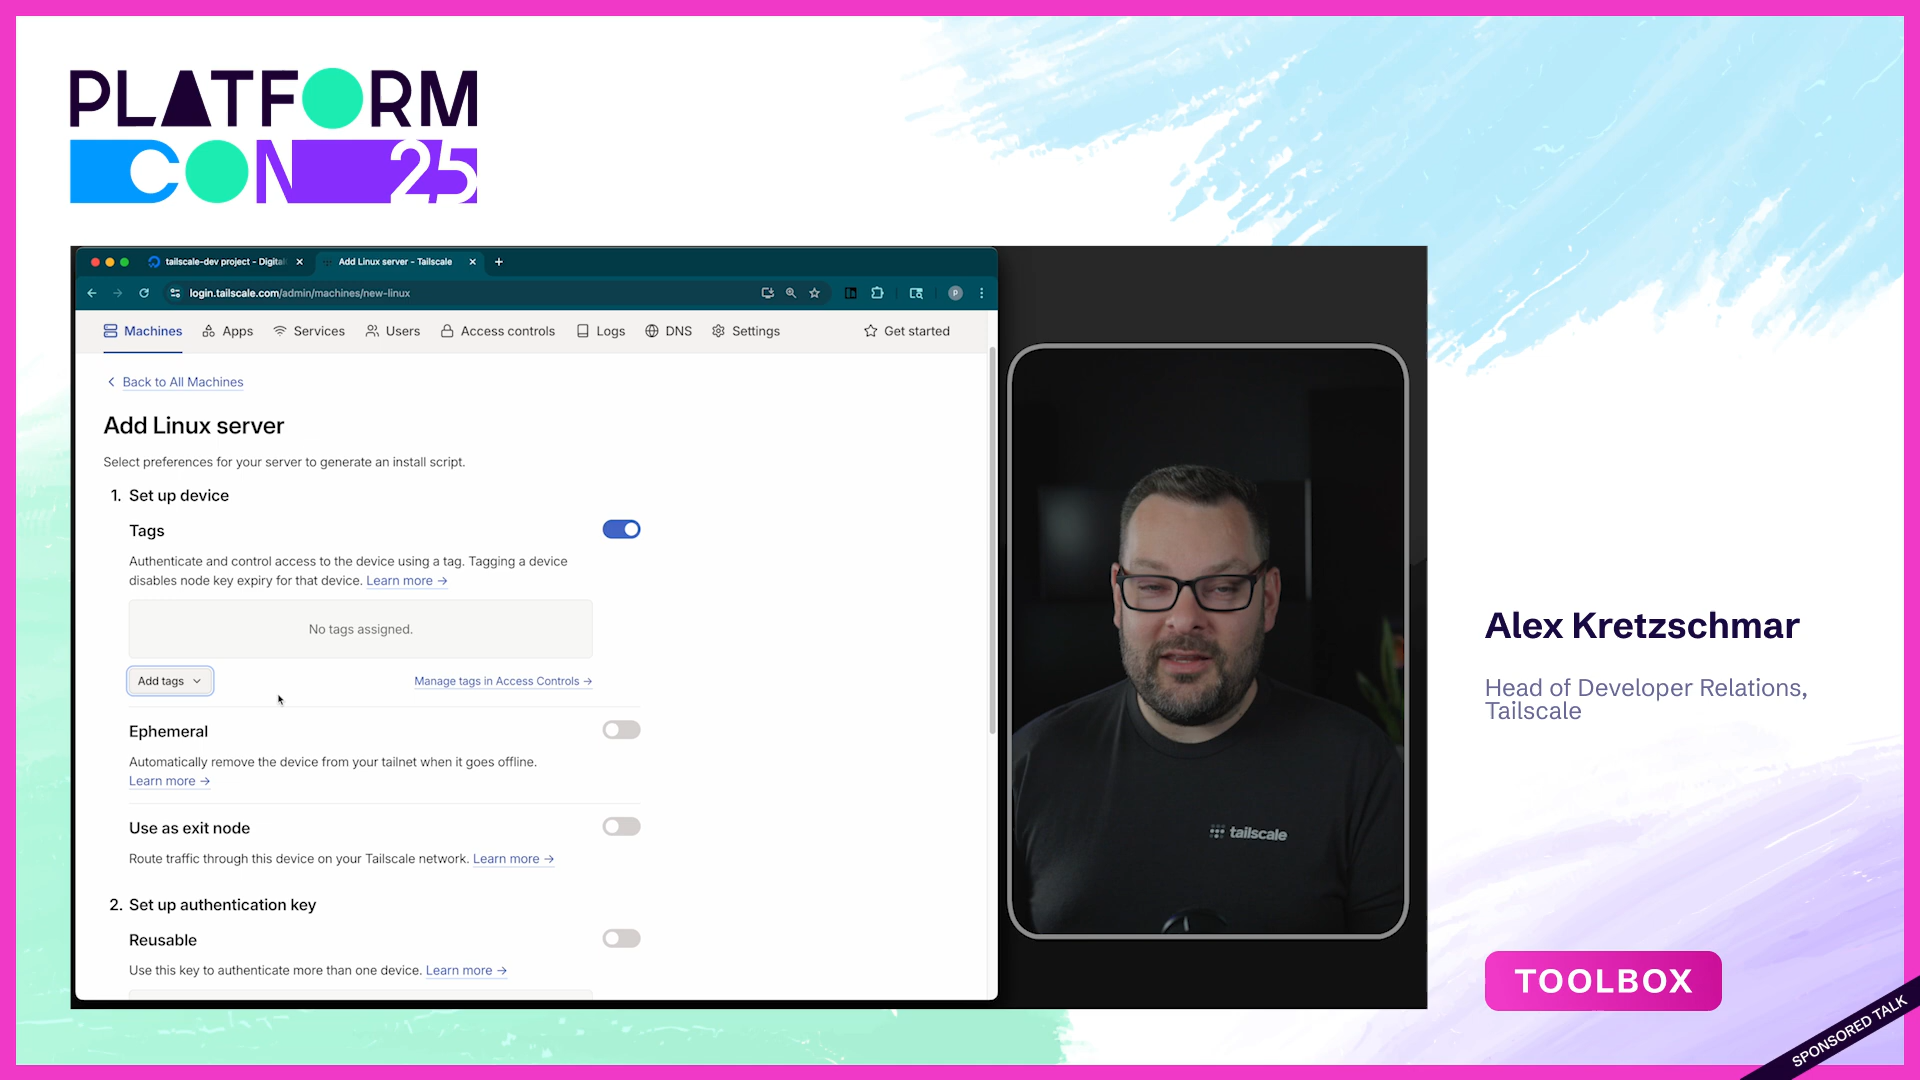 PLATFORM
CON 25
tailscale-dev project - Digital
Add Linux server - Tailscale
login.tailscale.com/admin/machines/new-linux
P
Machines
Apps
Services
Users
Access controls
Logs
DNS
Settings
Get started
Back to All Machines
Add Linux server
Select preferences for your server to generate an install script.
1. Set up device
Tags
Authenticate and control access to the device using a tag. Tagging a device
disables node key expiry for that device. Learn more →
No tags assigned.
Add tags
Manage tags in Access Controls →
Ephemeral
Automatically remove the device from your tailnet when it goes offline.
Learn more →
Use as exit node
Route traffic through this device on your Tailscale network. Learn more →
2. Set up authentication key
Reusable
Use this key to authenticate more than one device. Learn more →
tailscale
Alex Kretzschmar
Head of Developer Relations,
Tailscale
TOOLBOX
SPONSORED TALK